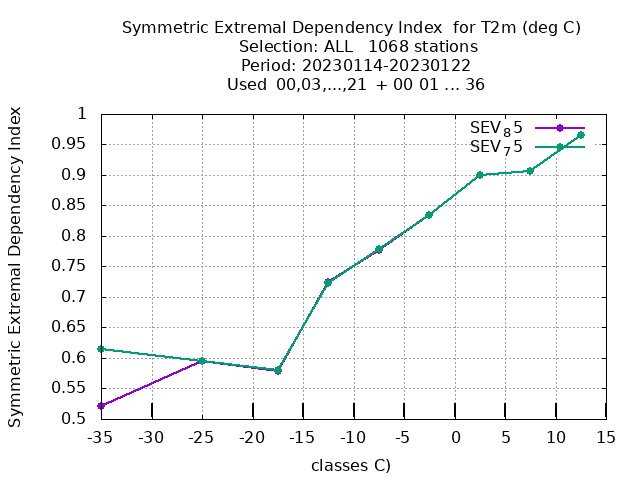 Symmetric Extremal Dependency Index  for T2m (deg C)
Selection: ALL   1068 stations
Period: 20230114-20230122
Used  00,03,...,21  + 00 01 ... 36
Symmetric Extremal Dependency Index
1
0.95
0.9
0.85
0.8
0.75
0.7
0.65
0.6
0.55
0.5
SEV85
SEV75
-35 -30 -25 -20 -15 -10 -5 0 5 10 15
classes C)